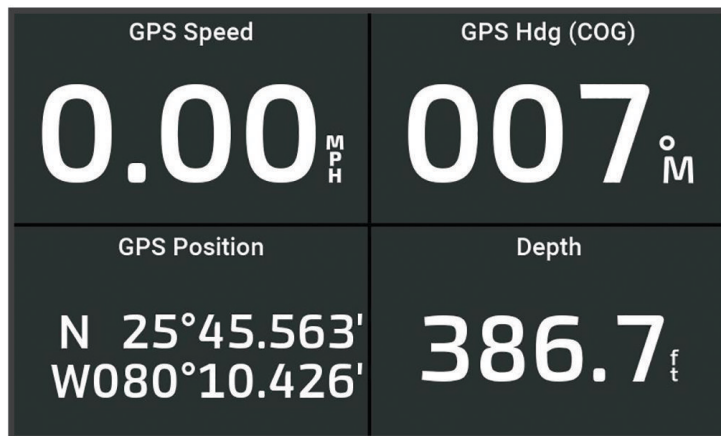 GPS Speed
0.00 MPH
GPS Hdg (COG)
007°M
GPS Position
N 25°45.563'
W080°10.426'
Depth
386.7 ft